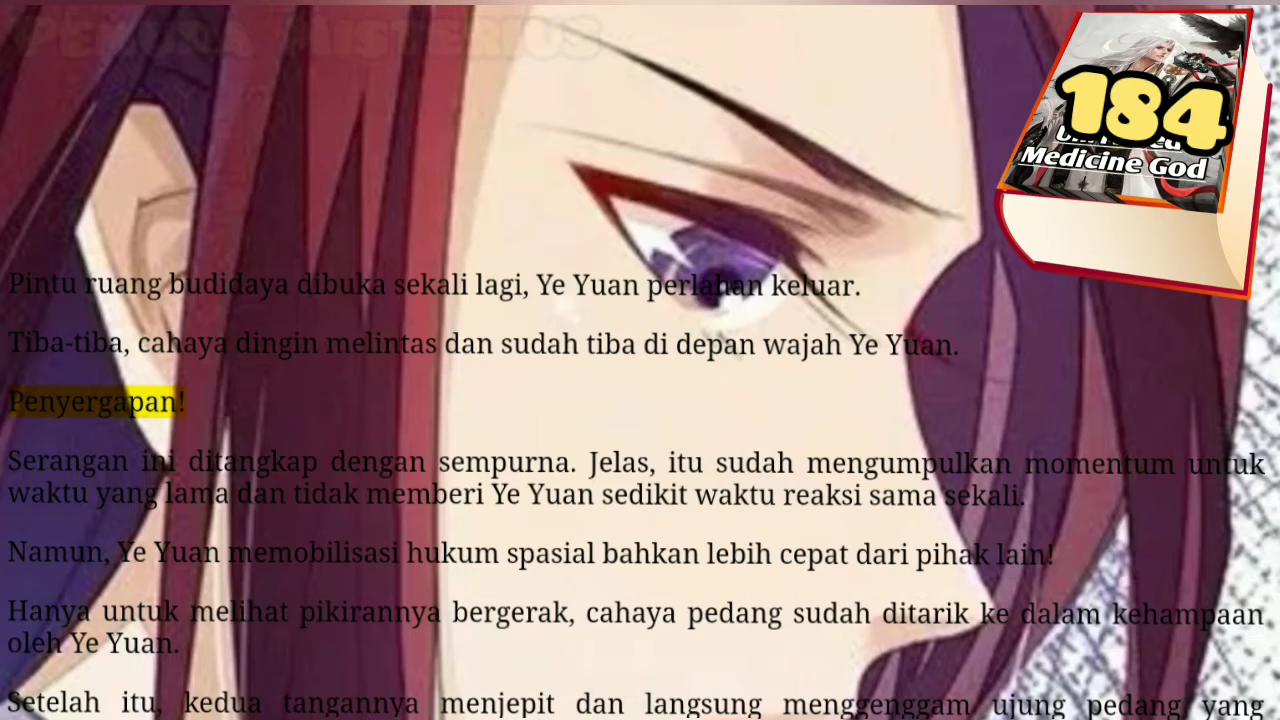 PENDRA MISTERIUS
184
Medicine God
Pintu ruang budidaya dibuka sekali lagi, Ye Yuan perlahan keluar.
Tiba-tiba, cahaya dingin melintas dan sudah tiba di depan wajah Ye Yuan.
Penyergapan!
Serangan ini ditangkap dengan sempurna. Jelas, itu sudah mengumpulkan momentum untuk
waktu yang lama dan tidak memberi Ye Yuan sedikit waktu reaksi sama sekali.
Namun, Ye Yuan memobilisasi hukum spasial bahkan lebih cepat dari pihak lain!
Hanya untuk melihat pikirannya bergerak, cahaya pedang sudah ditarik ke dalam kehampaan
oleh Ye Yuan.
Setelah itu, kedua tangannya menjepit dan langsung menggenggam ujung pedang yang